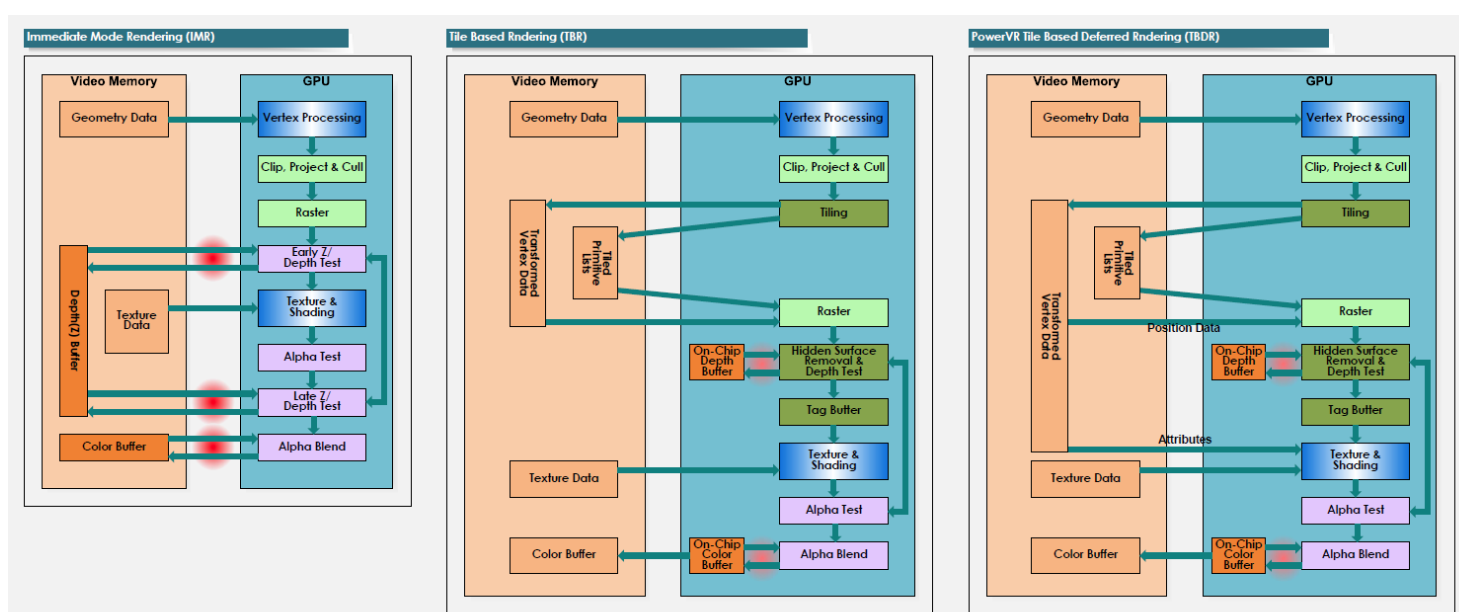 Immediate Mode Rendering (IMR)
Video Memory
GPU
Geometry Data
Vertex Processing
Clip, Project & Cull
Raster
Early Z/
Depth Test
Depth(Z) Buffer
Texture
Data
Texture &
Shading
Alpha Test
Late Z/
Depth Test
Color Buffer
Alpha Blend
Tile Based Rndering (TBR)
Video Memory
GPU
Geometry Data
Vertex Processing
Clip, Project & Cull
Tiling
Transformed
Vertex Data
Tiled
Primitive
Lists
Raster
On-Chip
Depth
Buffer
Hidden Surface
Removal &
Depth Test
Tag Butfer
Texture Data
Texture &
Shading
Alpha Test
Color Buffer
On-Chip
Color
Buffer
Alpha Blend
PowerVR Tile Based Deferred Rndering (TBDR)
Video Memory
GPU
Geometry Data
Vertex Processing
Clip, Project & Cull
Tiling
Transformed
Vertex Data
Tiled
Primitive
Lists
Raster
Position Data
On-Chip
Depth
Buffer
Hidden Surface
Removal &
Depth Test
Tag Butfer
Attributes
Texture Data
Texture &
Shading
Alpha Test
Color Buffer
On-Chip
Color
Buffer
Alpha Blend